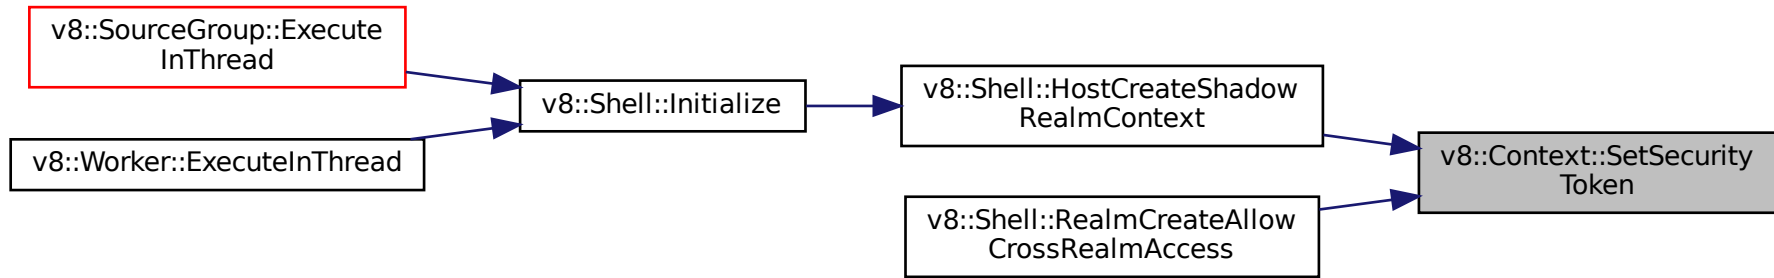 v8::SourceGroup::Execute
InThread
v8::Worker::ExecuteInThread
v8::Shell::Initialize
v8::Shell::HostCreateShadow
RealmContext
v8::Shell::RealmCreateAllow
CrossRealmAccess
v8::Context::SetSecurity
Token